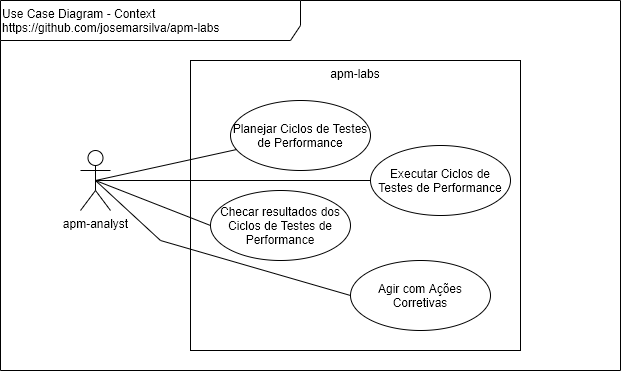 Use Case Diagram - Context
https://github.com/josemarsilva/apm-labs
apm-labs
Planejar Ciclos de Testes
de Performance
Executar Ciclos de
Testes de Performance
apm-analyst
Checar resultados dos
Ciclos de Testes de
Performance
Agir com Ações
Corretivas